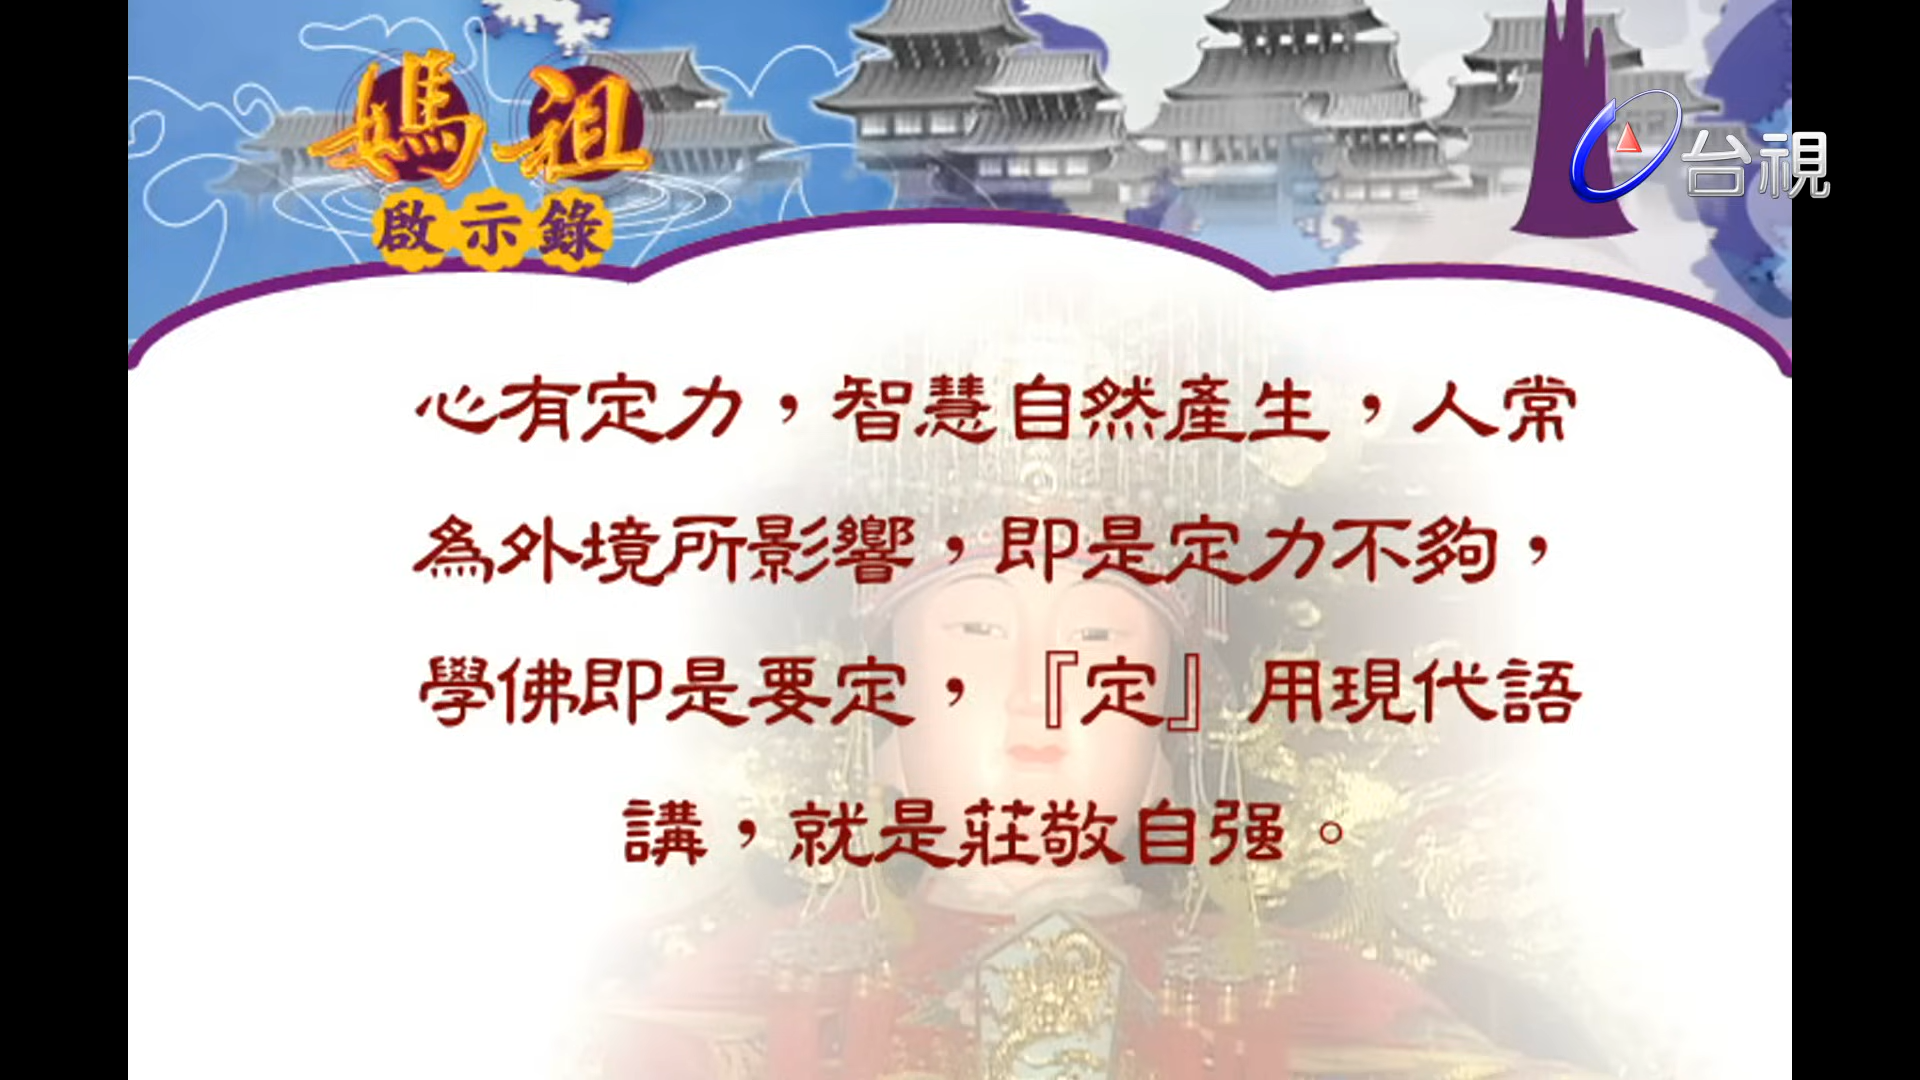 媽祖
啟示錄
台視
心有定力，智慧自然產生，人常
為外境所影響，即是定力不夠，
學佛即是要定，『定』用現代語
講，就是莊敬自强。